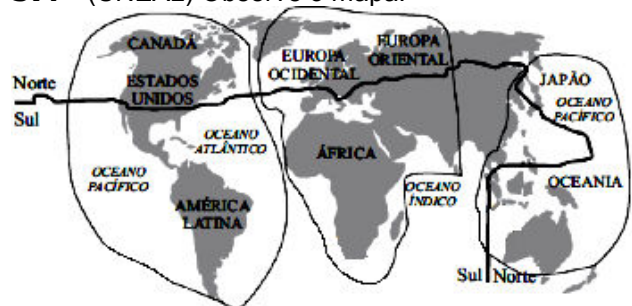 (UNEAL) Observe o mapa.
CANADÁ
ESTADOS
UNIDOS
EUROPA
OCIDENTAL
EUROPA
ORIENTAL
JAPÃO
OCEANO
PACÍFICO
Norte
Sul
OCEANO
ATLÂNTICO
ÁFRICA
OCEANO
PACÍFICO
AMÉRICA
LATINA
OCEANO
ÍNDICO
OCEANIA
Sul Norte